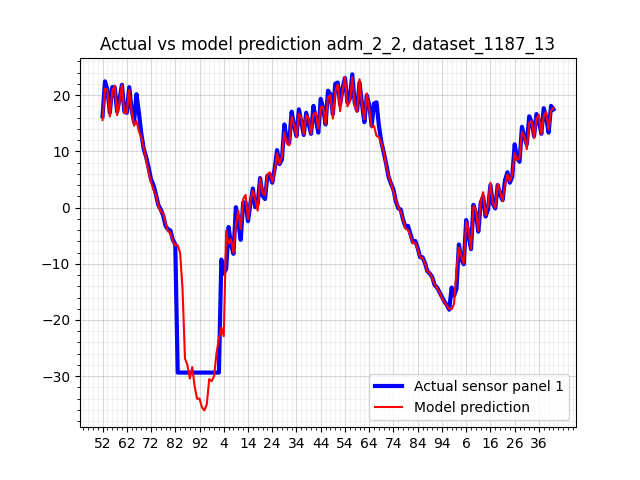 Actual vs model prediction adm_2_2, dataset_1187_13
20
10
0
−10
−20
−30
52 62 72 82 92 4 14 24 34 44 54 64 74 84 94 6 16 26 36
Actual sensor panel 1
Model prediction